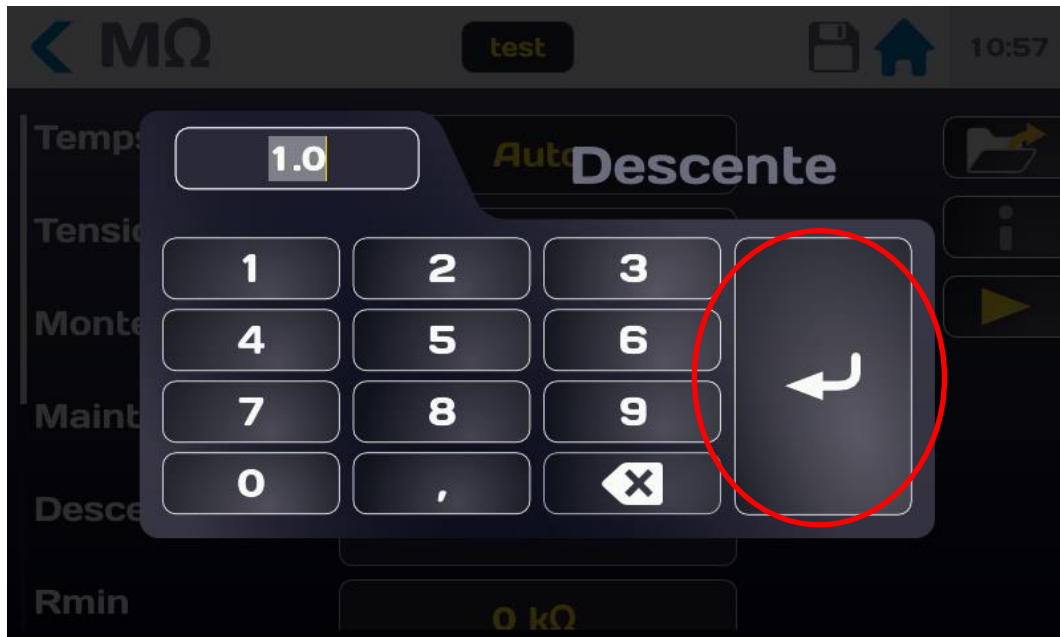 MΩ
test
10:57
Temps
Auto
1.0
Descente
Tensio
1 2 3
Monte
4 5 6
Maint
7 8 9
0 ,
Desce
Rmin
0 kΩ